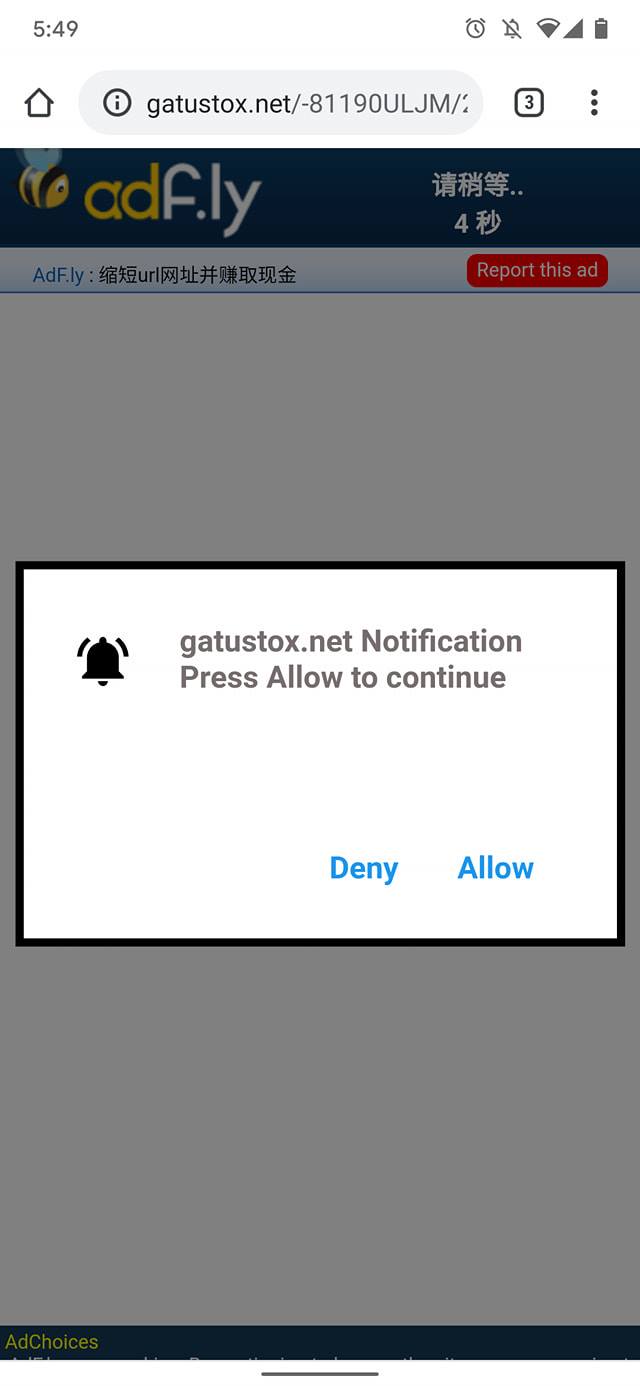 5:49
gatustox.net/-81190ULJM/2
3
adf.ly
请稍等..
4 秒
AdF.ly : 缩短url网址并赚取现金
Report this ad
gatustox.net Notification
Press Allow to continue
Deny Allow
AdChoices